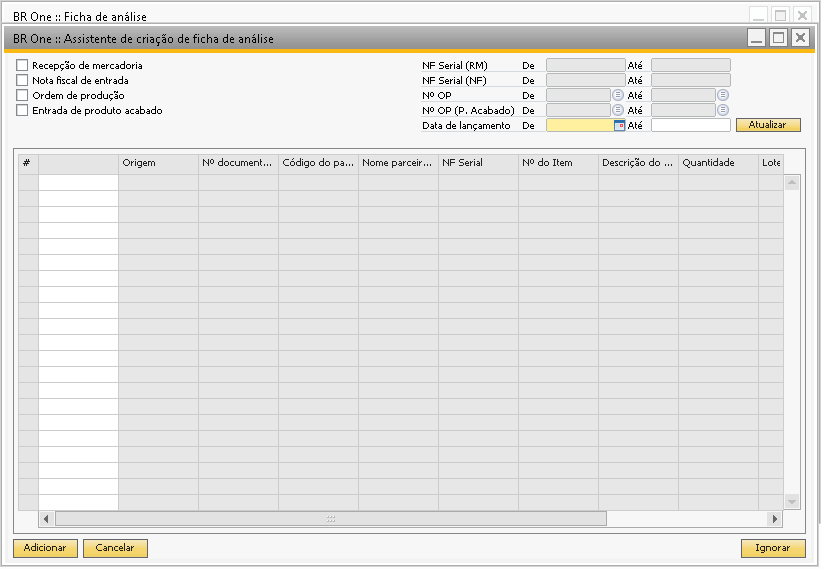 BR One :: Ficha de análise
BR One :: Assistente de criação de ficha de análise
Recepção de mercadoria NF Serial (RM) De Até
Nota fiscal de entrada NF Serial (NF) De Até
Ordem de produção Nº OP De Até
Entrada de produto acabado Nº OP (P. Acabado) De Até
Data de lançamento De Até Atualizar
# Origem Nº document... Código do pa... Nome parceir... NF Serial Nº do Item Descrição do ... Quantidade Lote
Adicionar Cancelar Ignorar